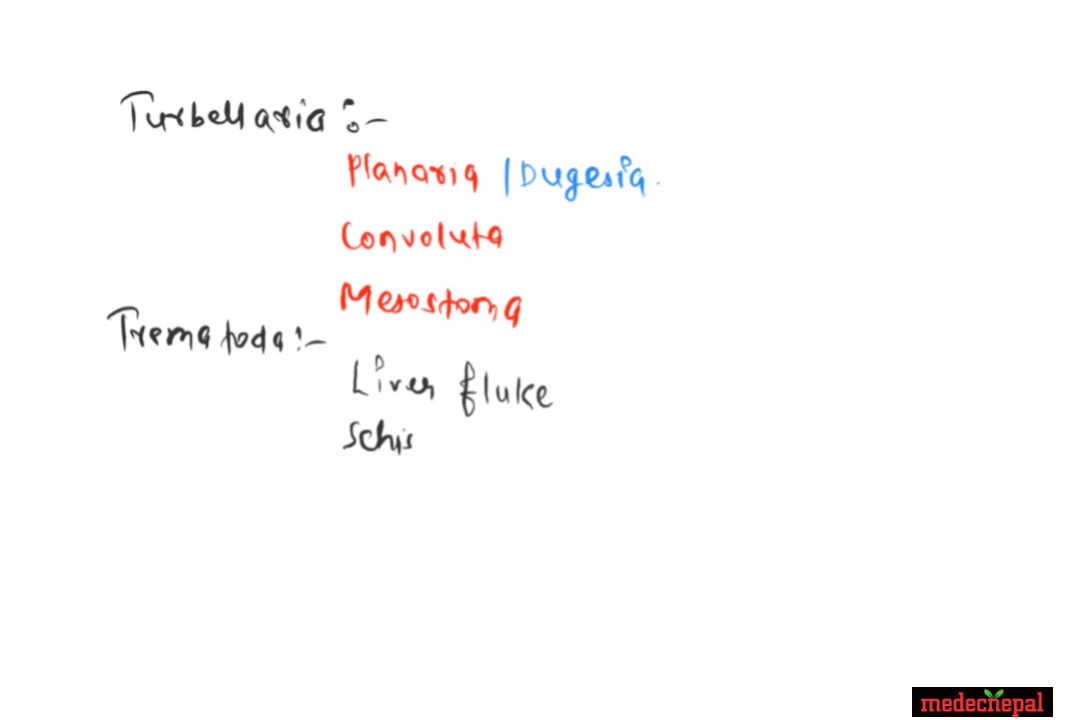 Turbellaria :-
Planaria / Dugesia.
Convoluta
Mesostoma
Trematoda :-
Liver fluke
Schis
medecnepal